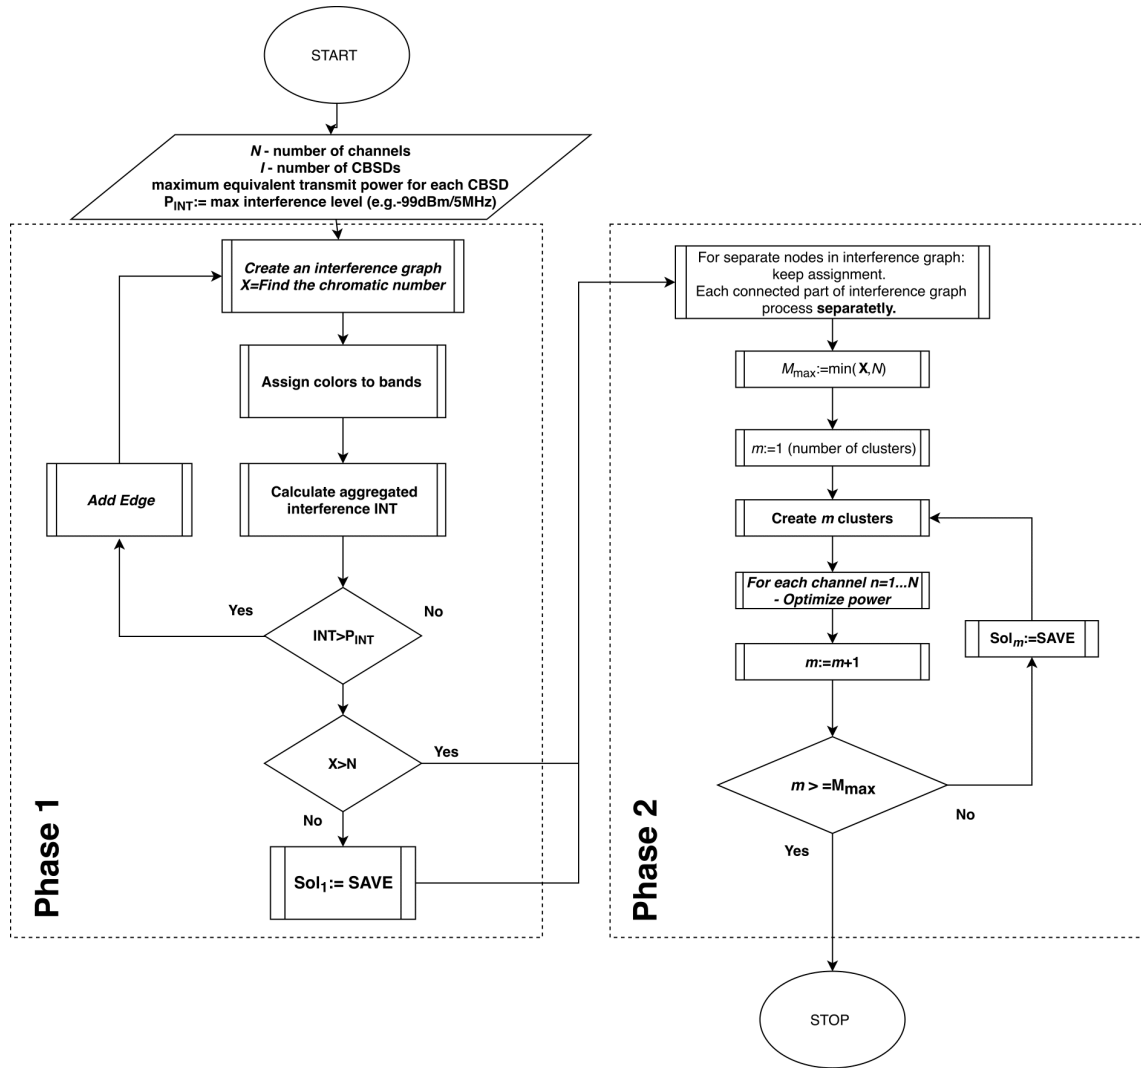 START
N - number of channels
I - number of CBSDs
maximum equivalent transmit power for each CBSD
PINT:= max interference level (e.g.-99dBm/5MHz)
Create an interference graph
X=Find the chromatic number
Assign colors to bands
Calculate aggregated
interference INT
Add Edge
Yes
No
INT>PINT
X>N
Yes
No
Sol1:= SAVE
Phase 1
For separate nodes in interference graph:
keep assignment.
Each connected part of interference graph
process separatetly.
Mmax:=min( X,N)
m:=1 (number of clusters)
Create m clusters
For each channel n=1...N
- Optimize power
Solm:=SAVE
m:=m+1
m > =Mmax
No
Yes
Phase 2
STOP